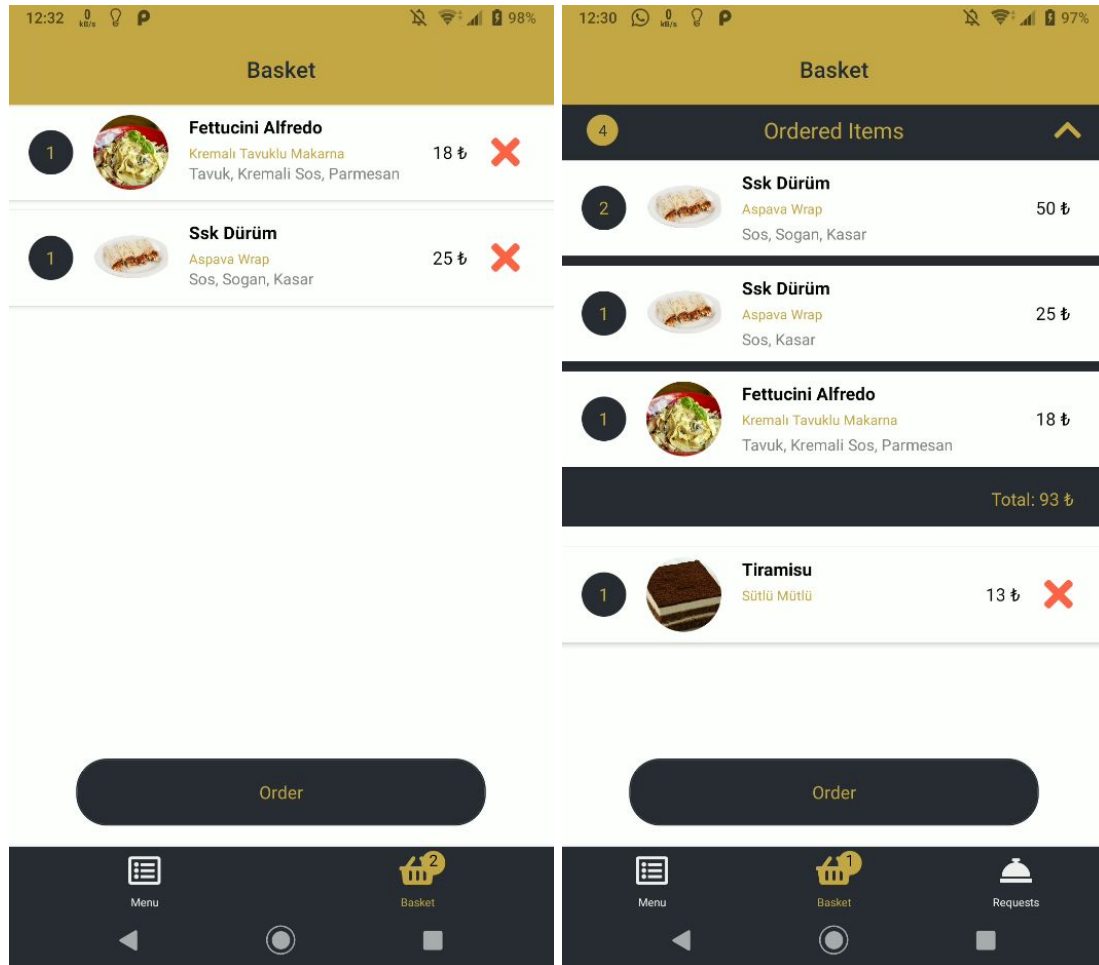 12:32 0 kB/s 98%
Basket
1
Fettucini Alfredo
Kremalı Tavuklu Makarna
Tavuk, Kremali Sos, Parmesan
18 ₺
1
Ssk Dürüm
Aspava Wrap
Sos, Sogan, Kasar
25 ₺
Order
Menu
2
Basket
12:30 0 kB/s 97%
Basket
4
Ordered Items
2
Ssk Dürüm
Aspava Wrap
Sos, Sogan, Kasar
50 ₺
1
Ssk Dürüm
Aspava Wrap
Sos, Kasar
25 ₺
1
Fettucini Alfredo
Kremalı Tavuklu Makarna
Tavuk, Kremali Sos, Parmesan
18 ₺
Total: 93 ₺
1
Tiramisu
Sütlü Mütlü
13 ₺
Order
Menu
1
Basket
Requests